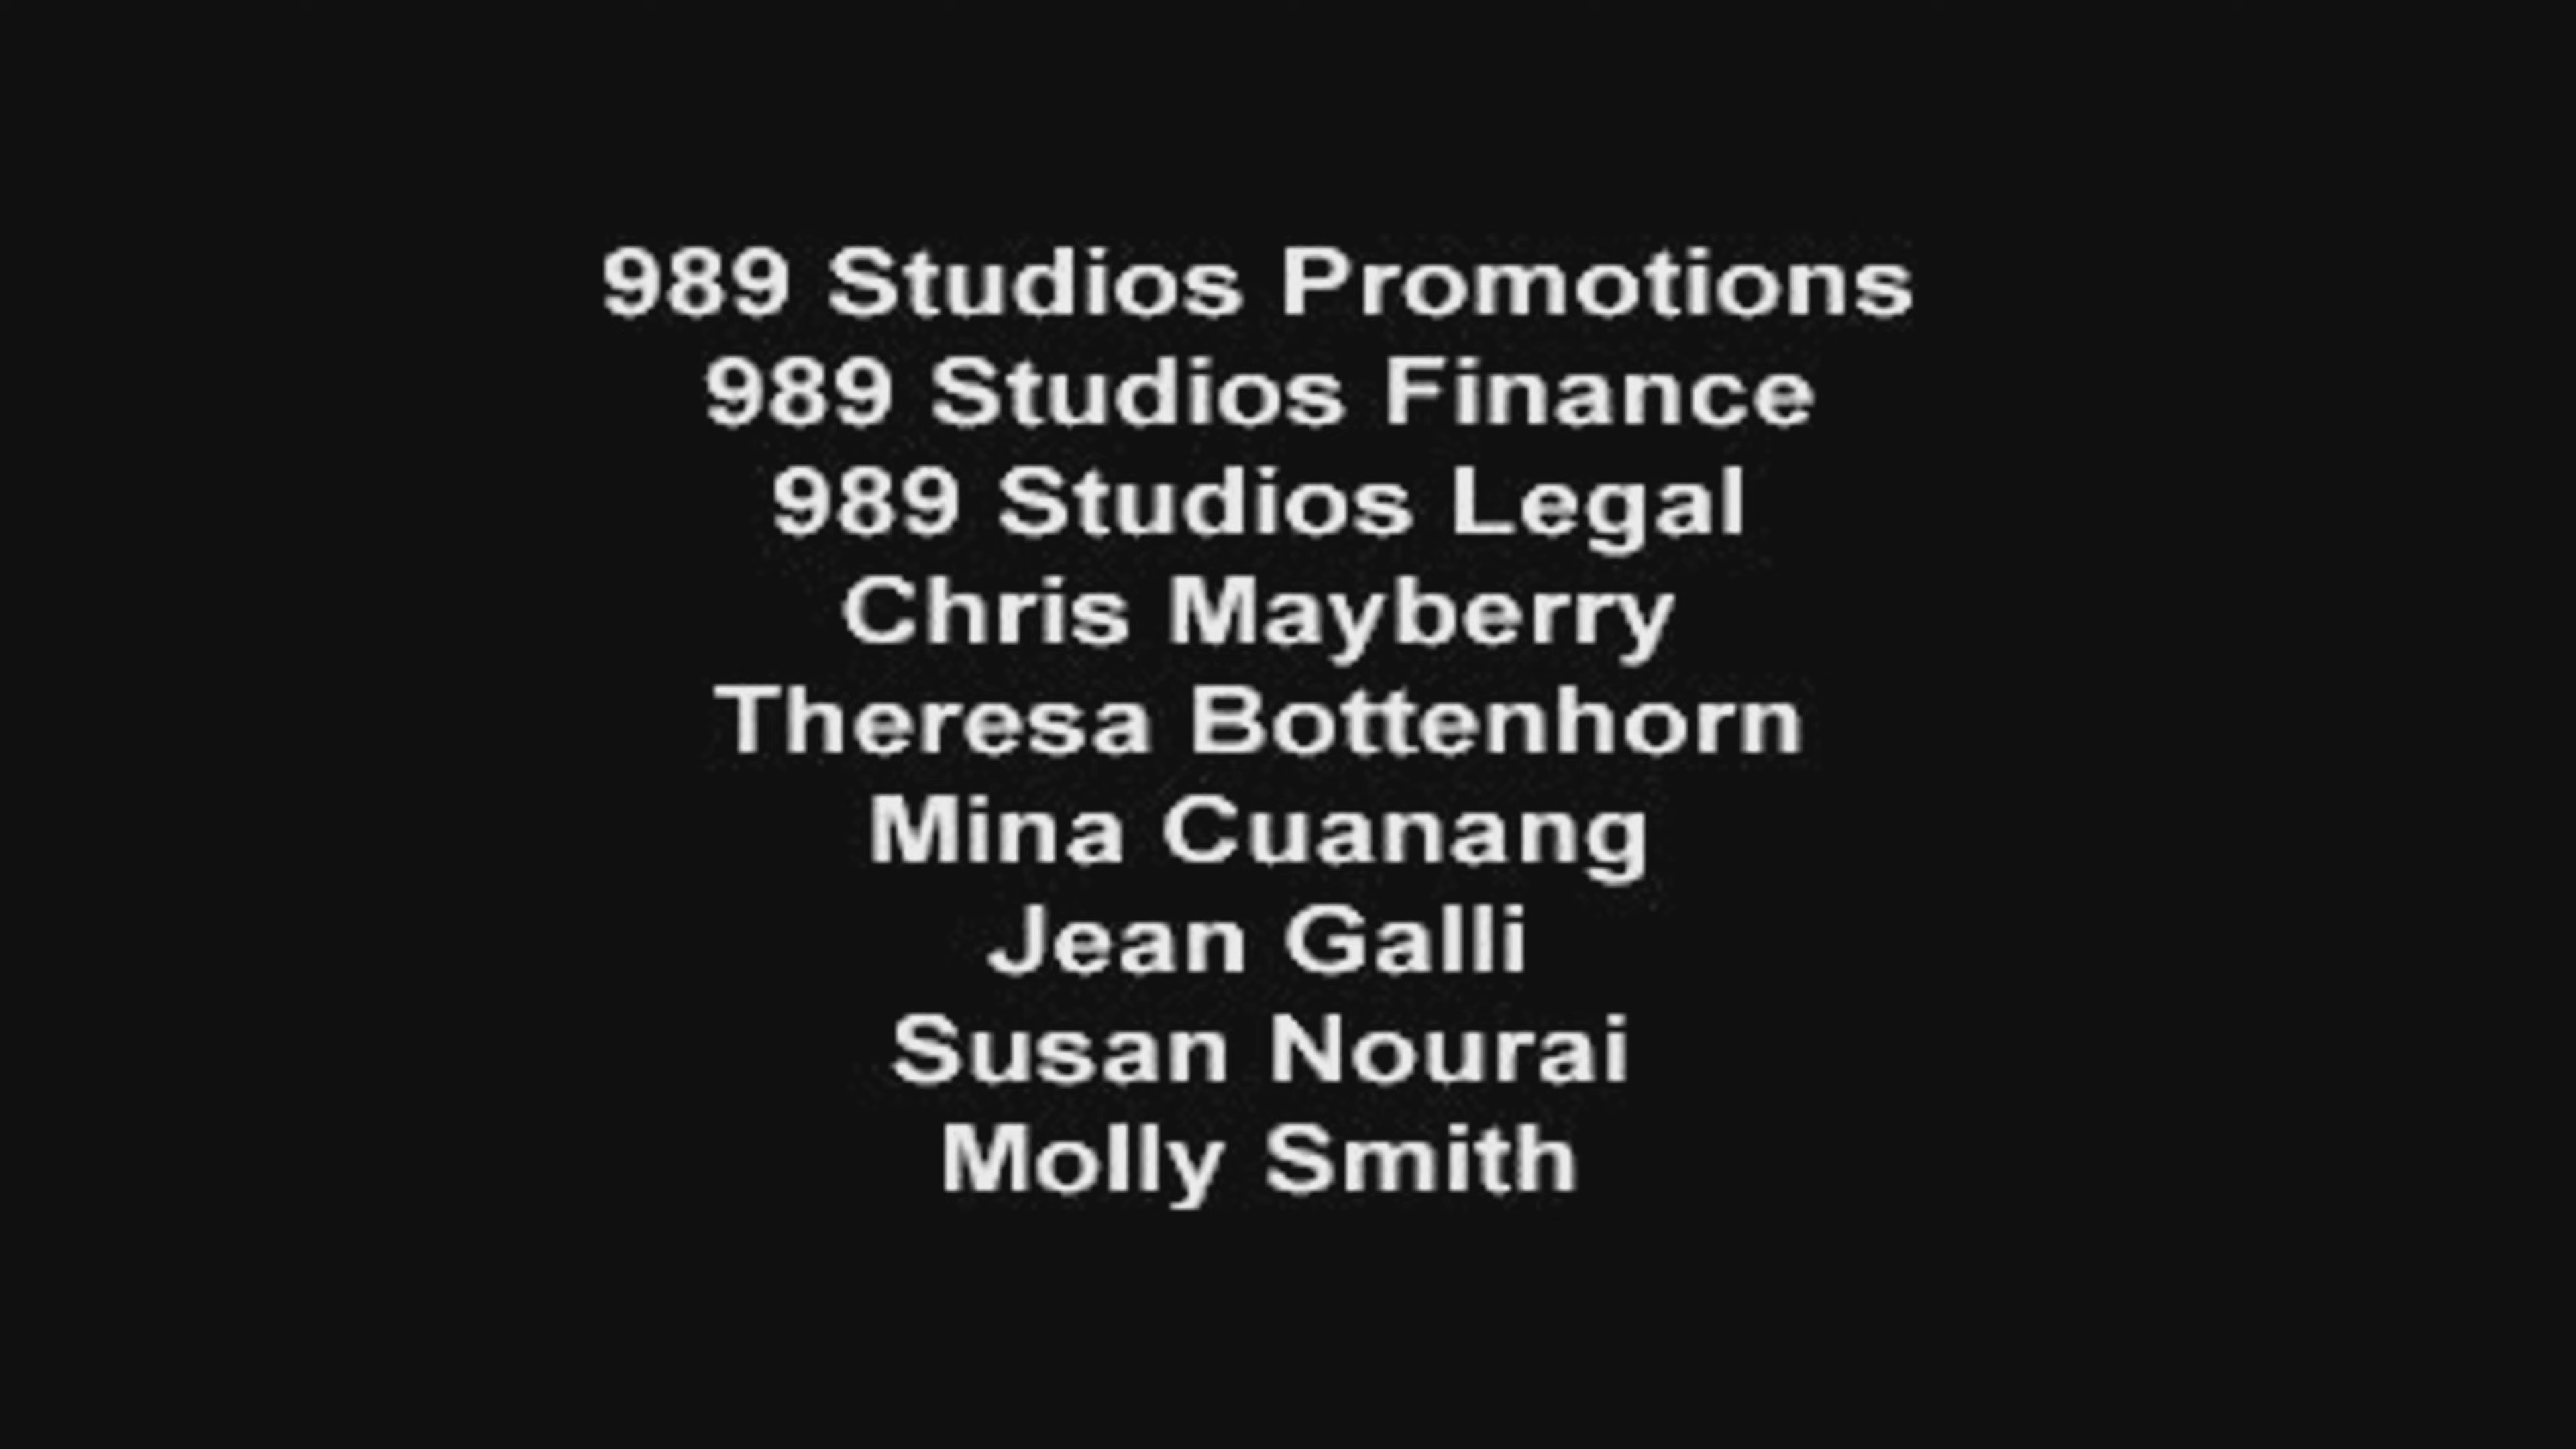 989 Studios Promotions
989 Studios Finance
989 Studios Legal
Chris Mayberry
Theresa Bottenhorn
Mina Cuanang
Jean Galli
Susan Nourai
Molly Smith